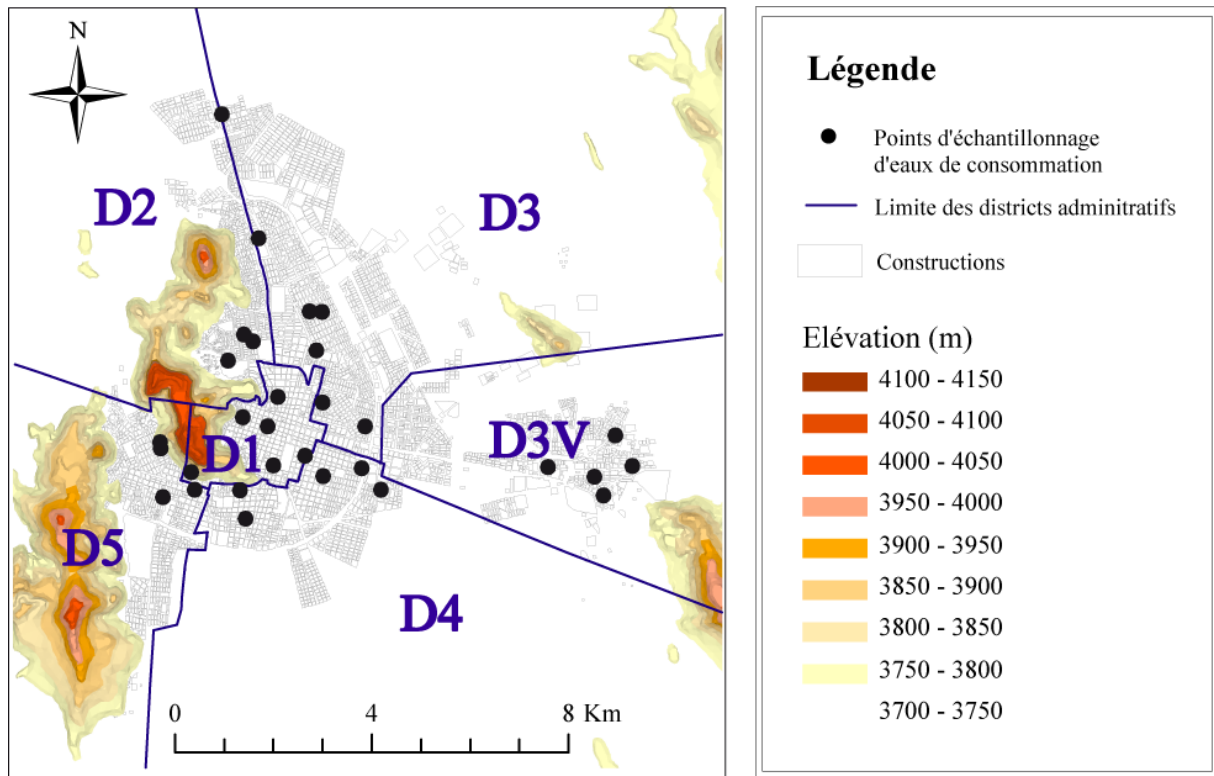 N
D2
D3
D1
D3V
D5
D4
0 4 8 Km
Légende
Points d'échantillonnage
d'eaux de consommation
Limite des districts adminitratifs
Constructions
Elévation (m)
4100 - 4150
4050 - 4100
4000 - 4050
3950 - 4000
3900 - 3950
3850 - 3900
3800 - 3850
3750 - 3800
3700 - 3750